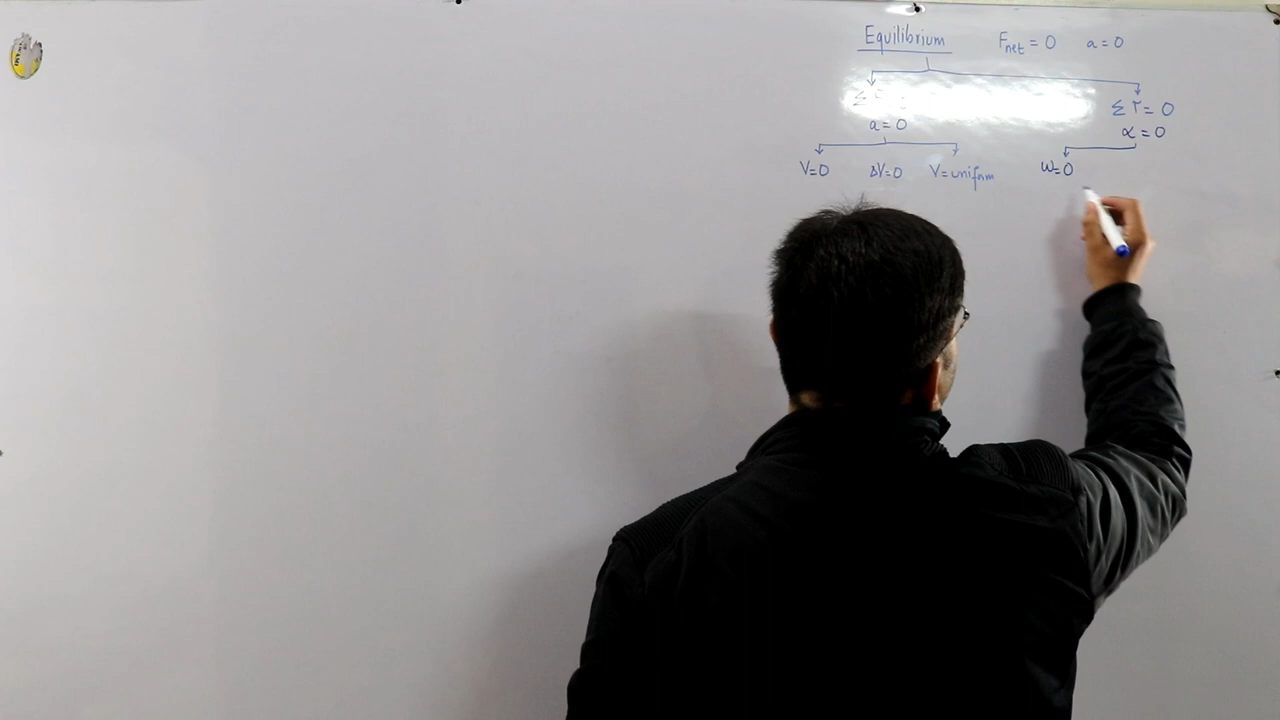 Equilibrium Fnet = 0 a = 0
Σ τ = 0
a = 0 α = 0
V=0 ΔV=0 V=uniform ω=0